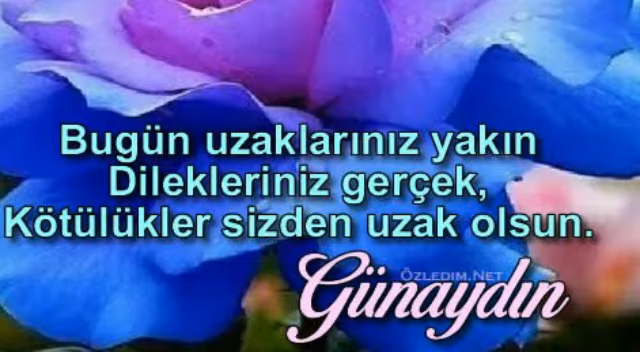 Bugün uzaklarınız yakın
Dilekleriniz gerçek,
Kötülükler sizden uzak olsun.
ÖZLEDIM.NET
Günaydın